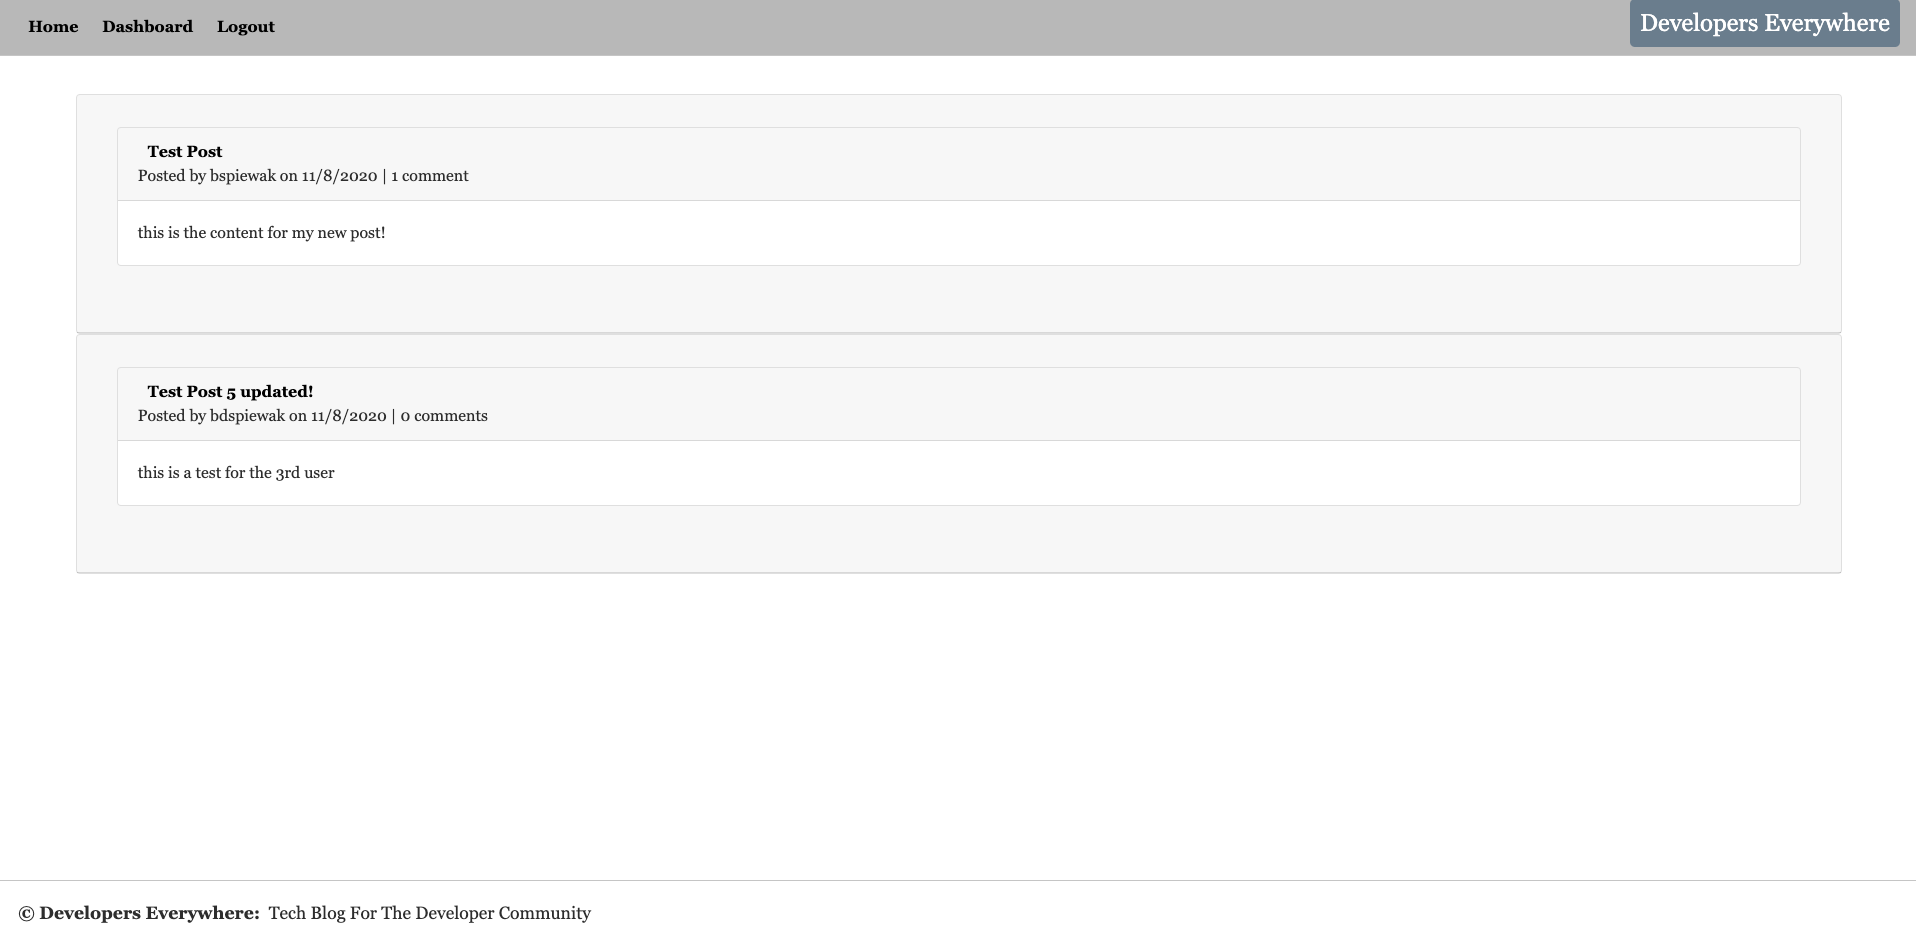 Home Dashboard Logout Developers Everywhere
Test Post
Posted by bspiewak on 11/8/2020 | 1 comment
this is the content for my new post!
Test Post 5 updated!
Posted by bdspiewak on 11/8/2020 | 0 comments
this is a test for the 3rd user
© Developers Everywhere: Tech Blog For The Developer Community